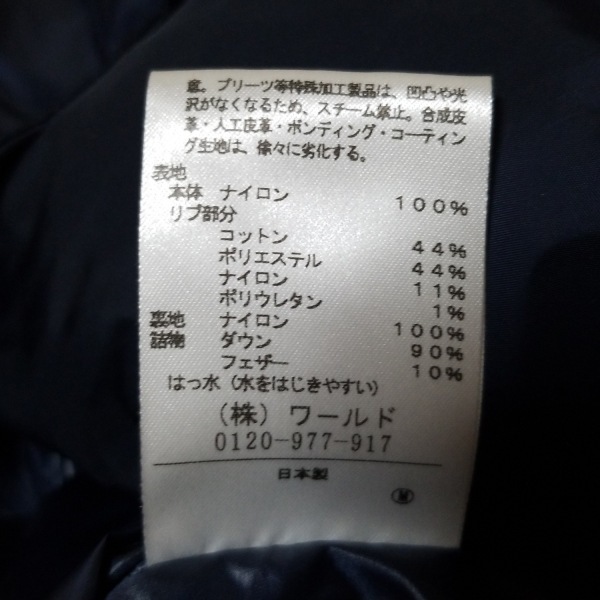 意。プリーツ等特殊加工製品は、凹凸や光
沢がなくなるため、スチーム禁止。合成皮
革・人工皮革・ボンディング・コーティン
グ生地は、徐々に劣化する。
表地
本体 ナイロン 100%
リブ部分
コットン 44%
ポリエステル 44%
ナイロン 11%
ポリウレタン 1%
裏地 ナイロン 100%
詰物 ダウン 90%
フェザー 10%
はっ水（水をはじきやすい）
（株）ワールド
0120-977-917
日本製